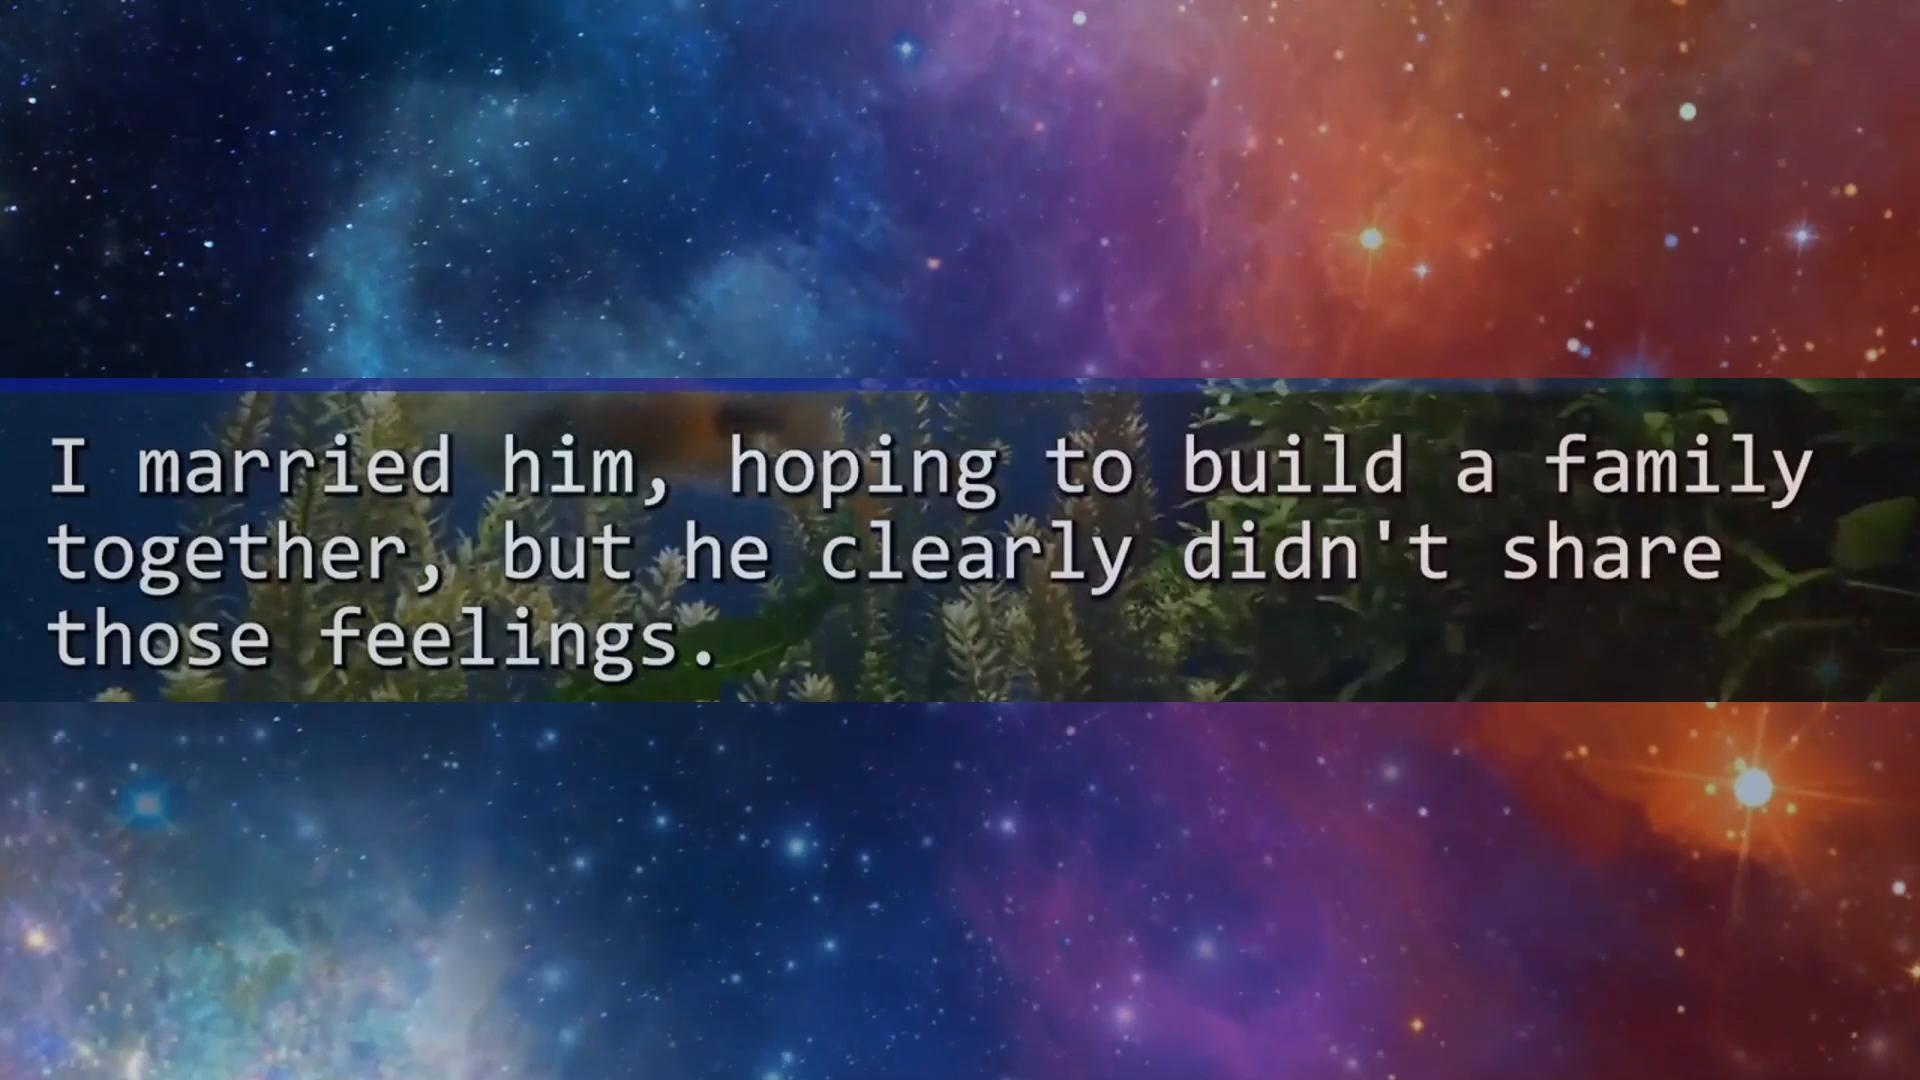 I married him, hoping to build a family
together, but he clearly didn't share
those feelings.